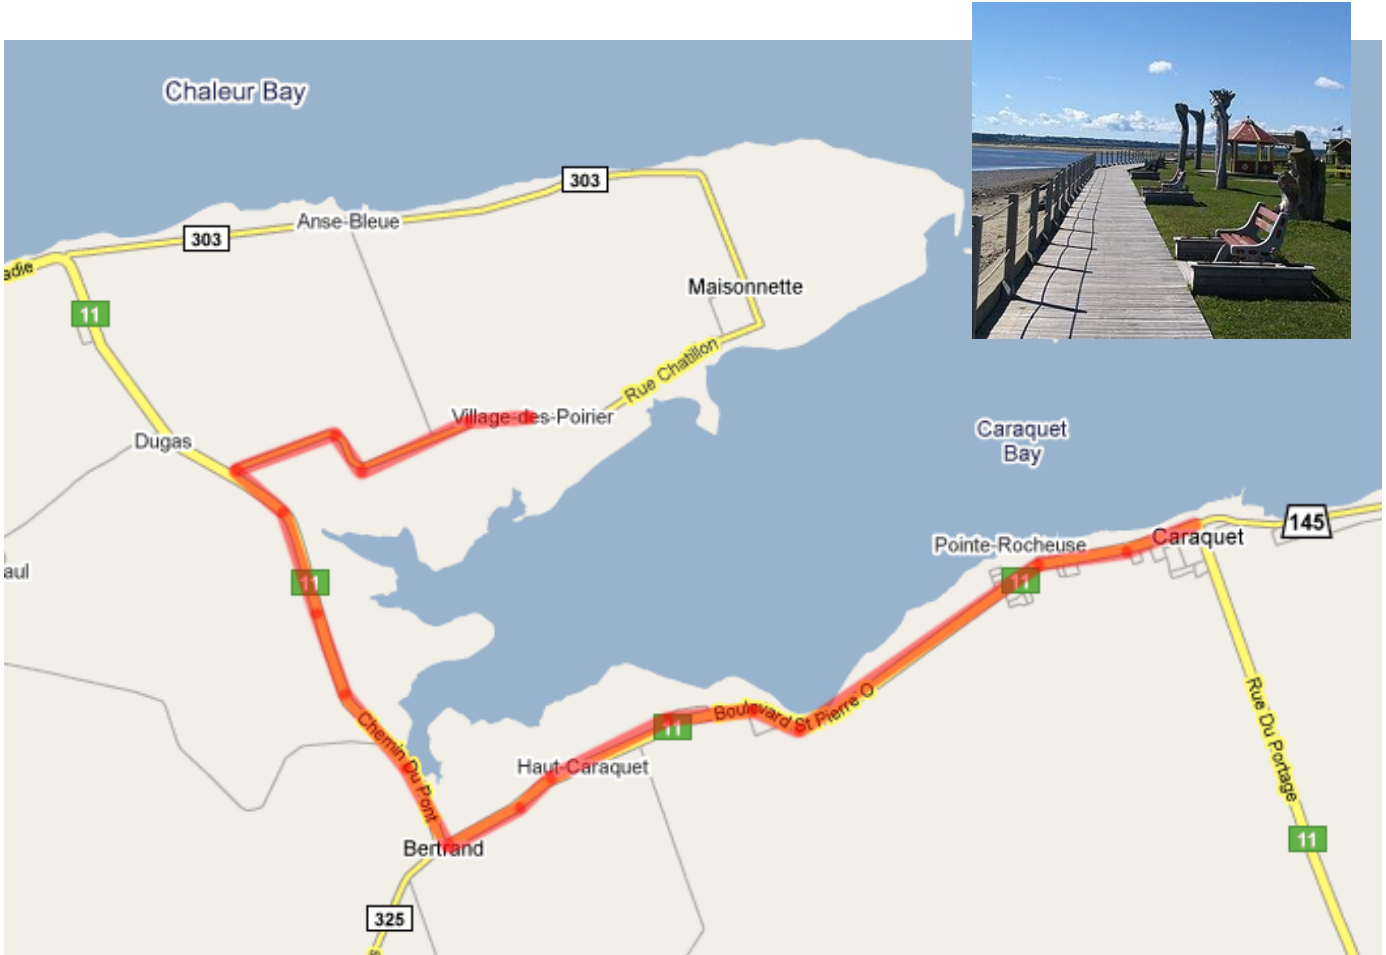 Chaleur Bay
303
Anse-Bleue
303
adie
11
Maisonnette
Rue Chatillon
Village-des-Poirier
Dugas
Caraquet
Bay
145
Pointe-Rocheuse
Caraquet
11
11
aul
Boulevard St Pierre O
11
Chemin Du Pont
Haut-Caraquet
Rue Du Portage
Bertrand
11
325